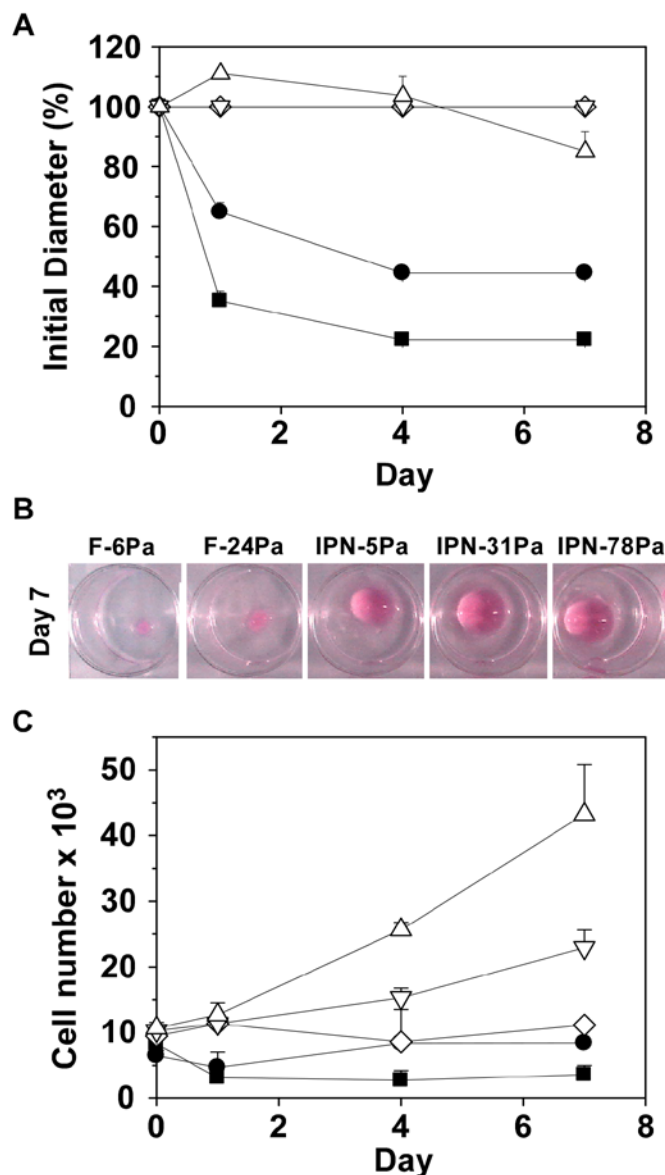 A
120
100
80
60
40
20
0
Initial Diameter (%)
0 2 4 6 8
Day
B
F-6Pa F-24Pa IPN-5Pa IPN-31Pa IPN-78Pa
Day 7
C
50
40
30
20
10
0
Cell number x 10³
0 2 4 6 8
Day